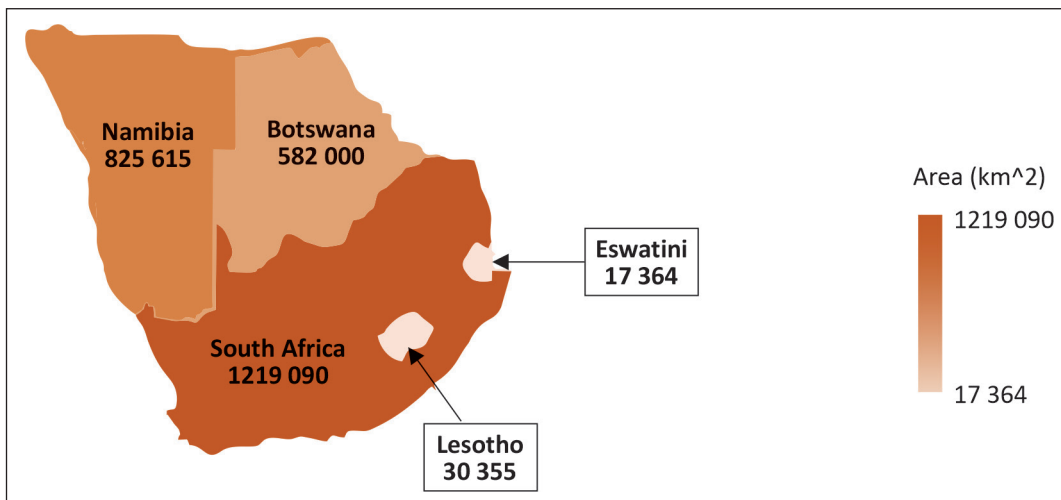 Namibia
825 615
Botswana
582 000
Area (km^2)
1219 090
Eswatini
17 364
South Africa
1219 090
17 364
Lesotho
30 355